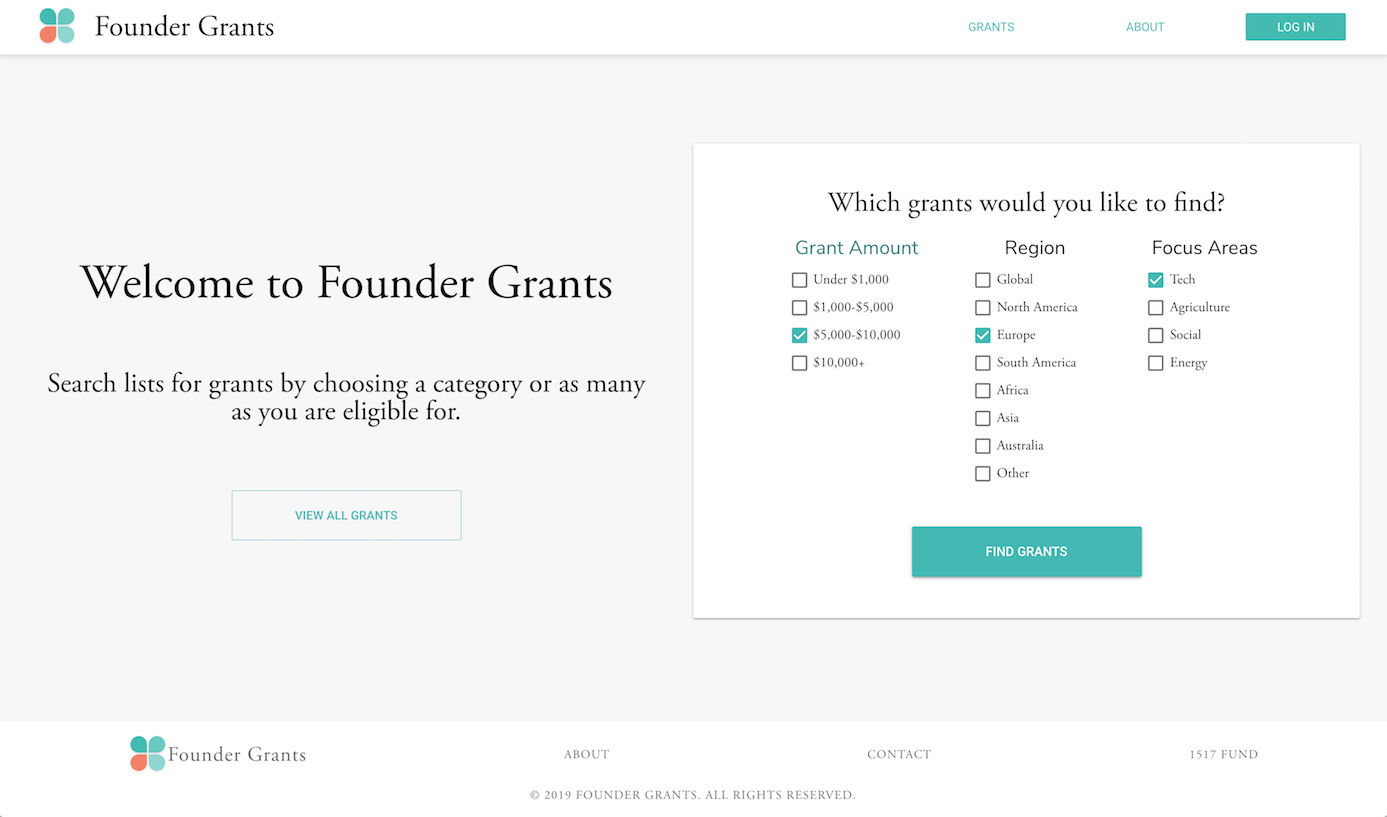 Founder Grants
GRANTS
ABOUT
LOG IN
Welcome to Founder Grants
Search lists for grants by choosing a category or as many
as you are eligible for.
VIEW ALL GRANTS
Which grants would you like to find?
Grant Amount
Under $1,000
$1,000-$5,000
$5,000-$10,000
$10,000+
Region
Global
North America
Europe
South America
Africa
Asia
Australia
Other
Focus Areas
Tech
Agriculture
Social
Energy
FIND GRANTS
Founder Grants
ABOUT
CONTACT
1517 FUND
© 2019 FOUNDER GRANTS. ALL RIGHTS RESERVED.